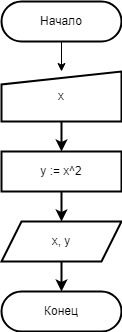 Начало
x
y := x^2
x, y
Конец